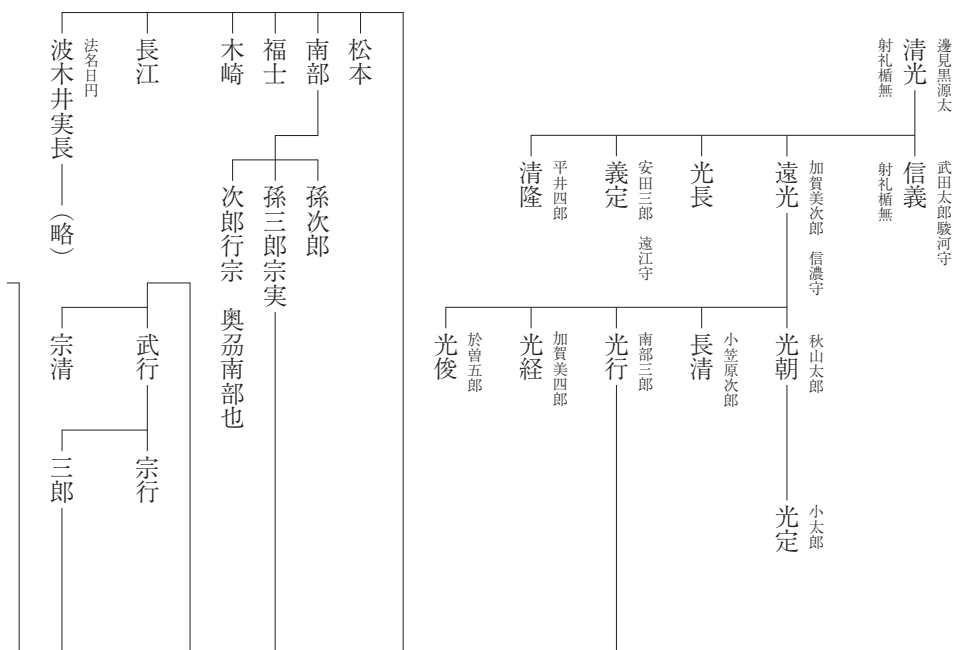 邊見黒源太
清光
射礼楯無
武田太郎駿河守
信義
射礼楯無
加賀美次郎　信濃守
遠光
光長
安田三郎　遠江守
義定
平井四郎
清隆
秋山太郎
光朝
小笠原次郎
長清
南部三郎
光行
加賀美四郎
光経
於曽五郎
光俊
小太郎
光定
松本
南部
福士
木崎
長江
法名日円
波木井実長
（略）
孫次郎
孫三郎宗実
次郎行宗　奥刕南部也
武行
宗清
宗行
三郎